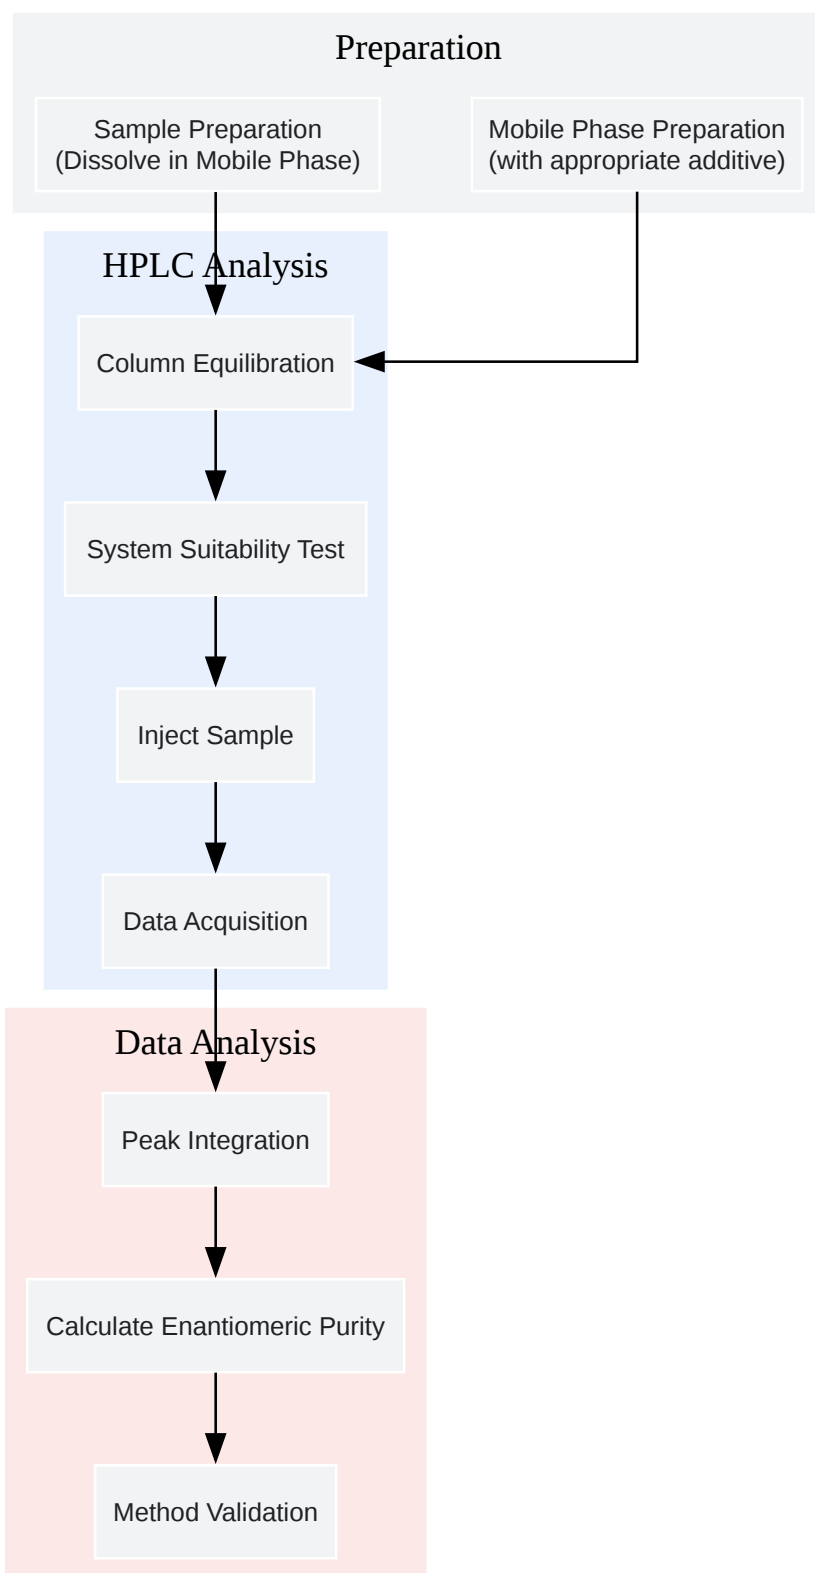 Preparation
Sample Preparation
(Dissolve in Mobile Phase)
Mobile Phase Preparation
(with appropriate additive)
HPLC Analysis
Column Equilibration
System Suitability Test
Inject Sample
Data Acquisition
Data Analysis
Peak Integration
Calculate Enantiomeric Purity
Method Validation